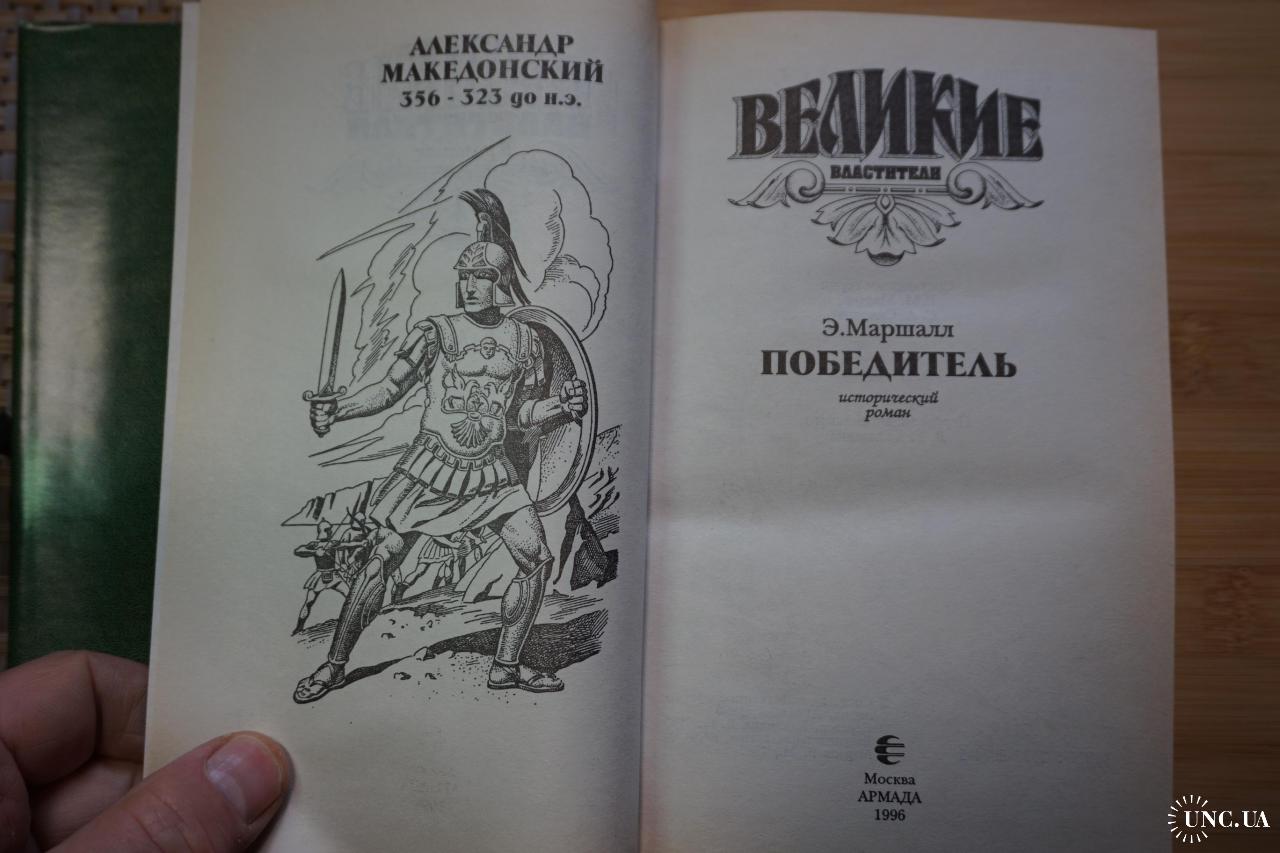 АЛЕКСАНДР
МАКЕДОНСКИЙ
356 - 323 до н.э.
ВЕЛИКИЕ
ВЛАСТИТЕЛИ
Э.Маршалл
ПОБЕДИТЕЛЬ
исторический
роман
Москва
АРМАДА
1996
UNC.UA